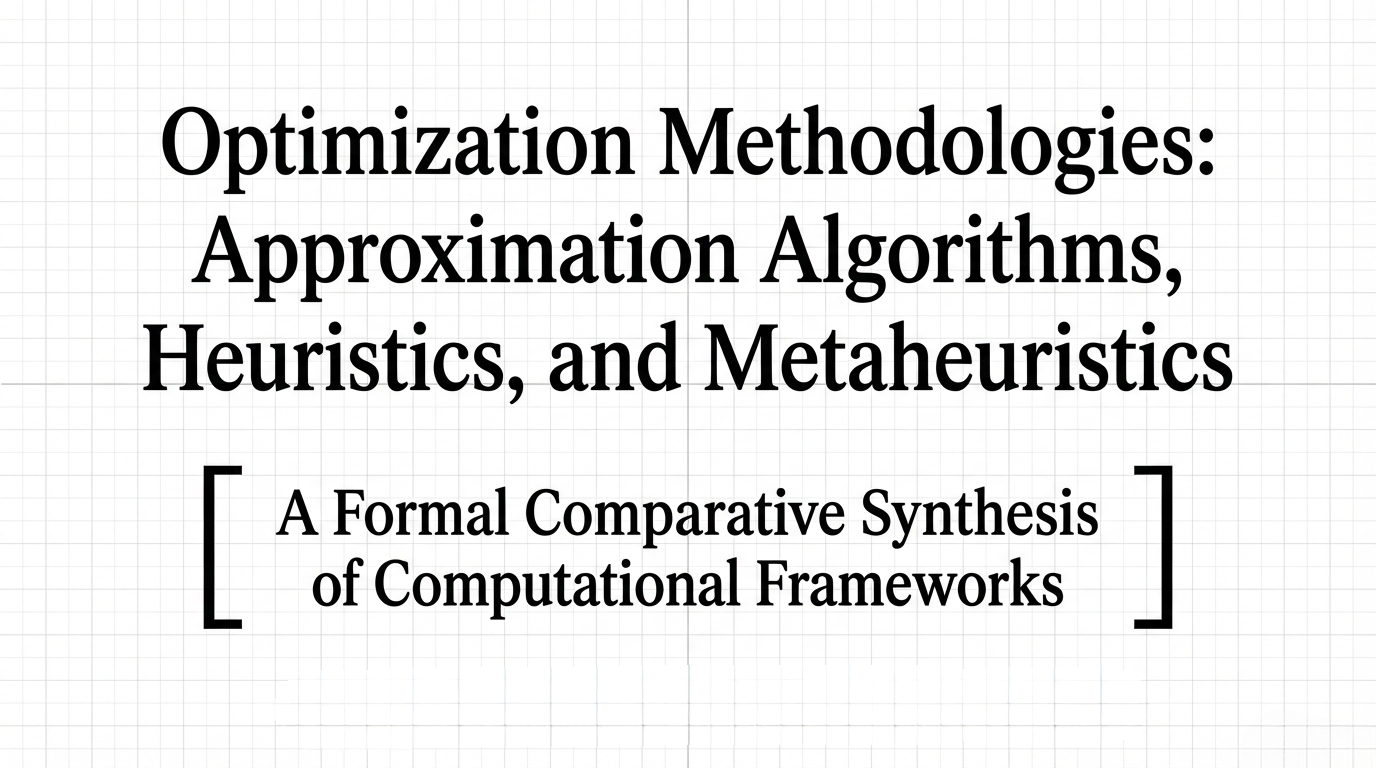 Optimization Methodologies:
Approximation Algorithms,
Heuristics, and Metaheuristics
A Formal Comparative Synthesis
of Computational Frameworks